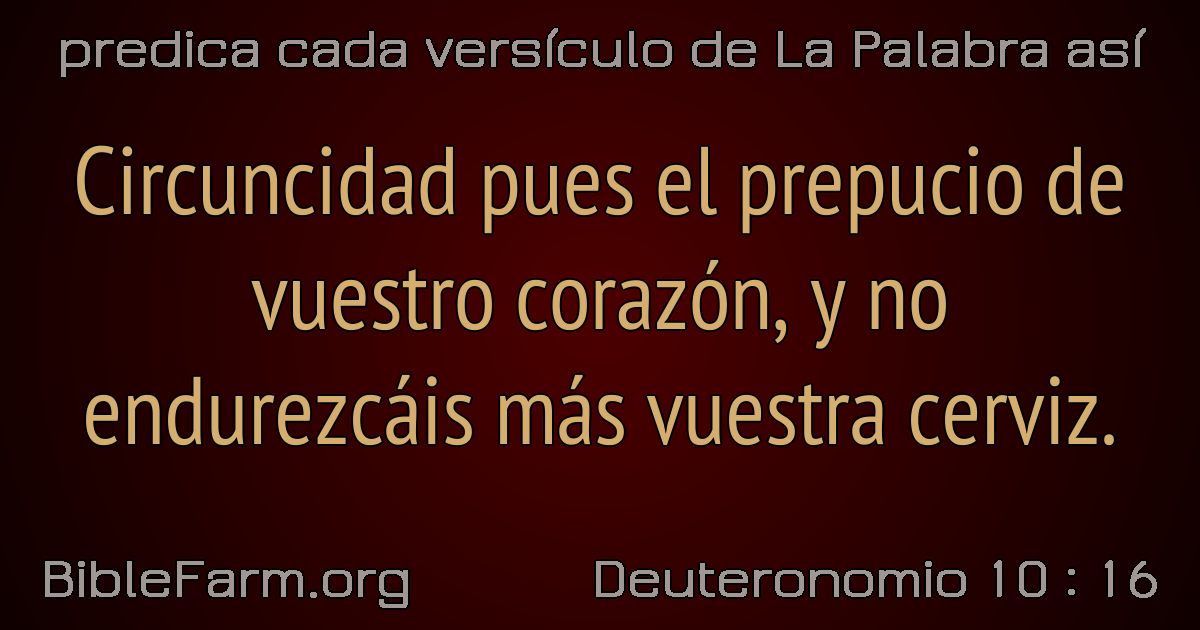 predica cada versículo de La Palabra así
Circuncidad pues el prepucio de
vuestro corazón, y no
endurezcáis más vuestra cerviz.
BibleFarm.org
Deuteronomio 10 : 16